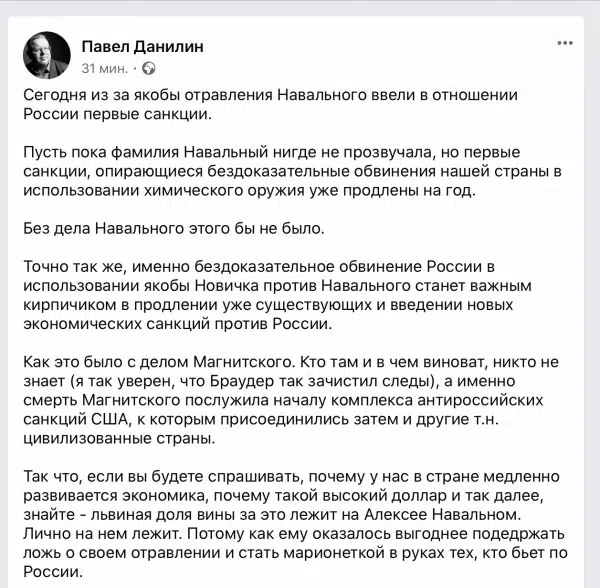 Павел Данилин
31 мин.
Сегодня из за якобы отравления Навального ввели в отношении
России первые санкции.
Пусть пока фамилия Навальный нигде не прозвучала, но первые
санкции, опирающиеся бездоказательные обвинения нашей страны в
использовании химического оружия уже продлены на год.
Без дела Навального этого бы не было.
Точно так же, именно бездоказательное обвинение России в
использовании якобы Новичка против Навального станет важным
кирпичиком в продлении уже существующих и введении новых
экономических санкций против России.
Как это было с делом Магнитского. Кто там и в чем виноват, никто не
знает (я так уверен, что Браудер так зачистил следы), а именно
смерть Магнитского послужила началу комплекса антироссийских
санкций США, к которым присоединились затем и другие т.н.
цивилизованные страны.
Так что, если вы будете спрашивать, почему у нас в стране медленно
развивается экономика, почему такой высокий доллар и так далее,
знайте - львиная доля вины за это лежит на Алексее Навальном.
Лично на нем лежит. Потому как ему оказалось выгоднее подедржать
ложь о своем отравлении и стать марионеткой в руках тех, кто бьет по
России.